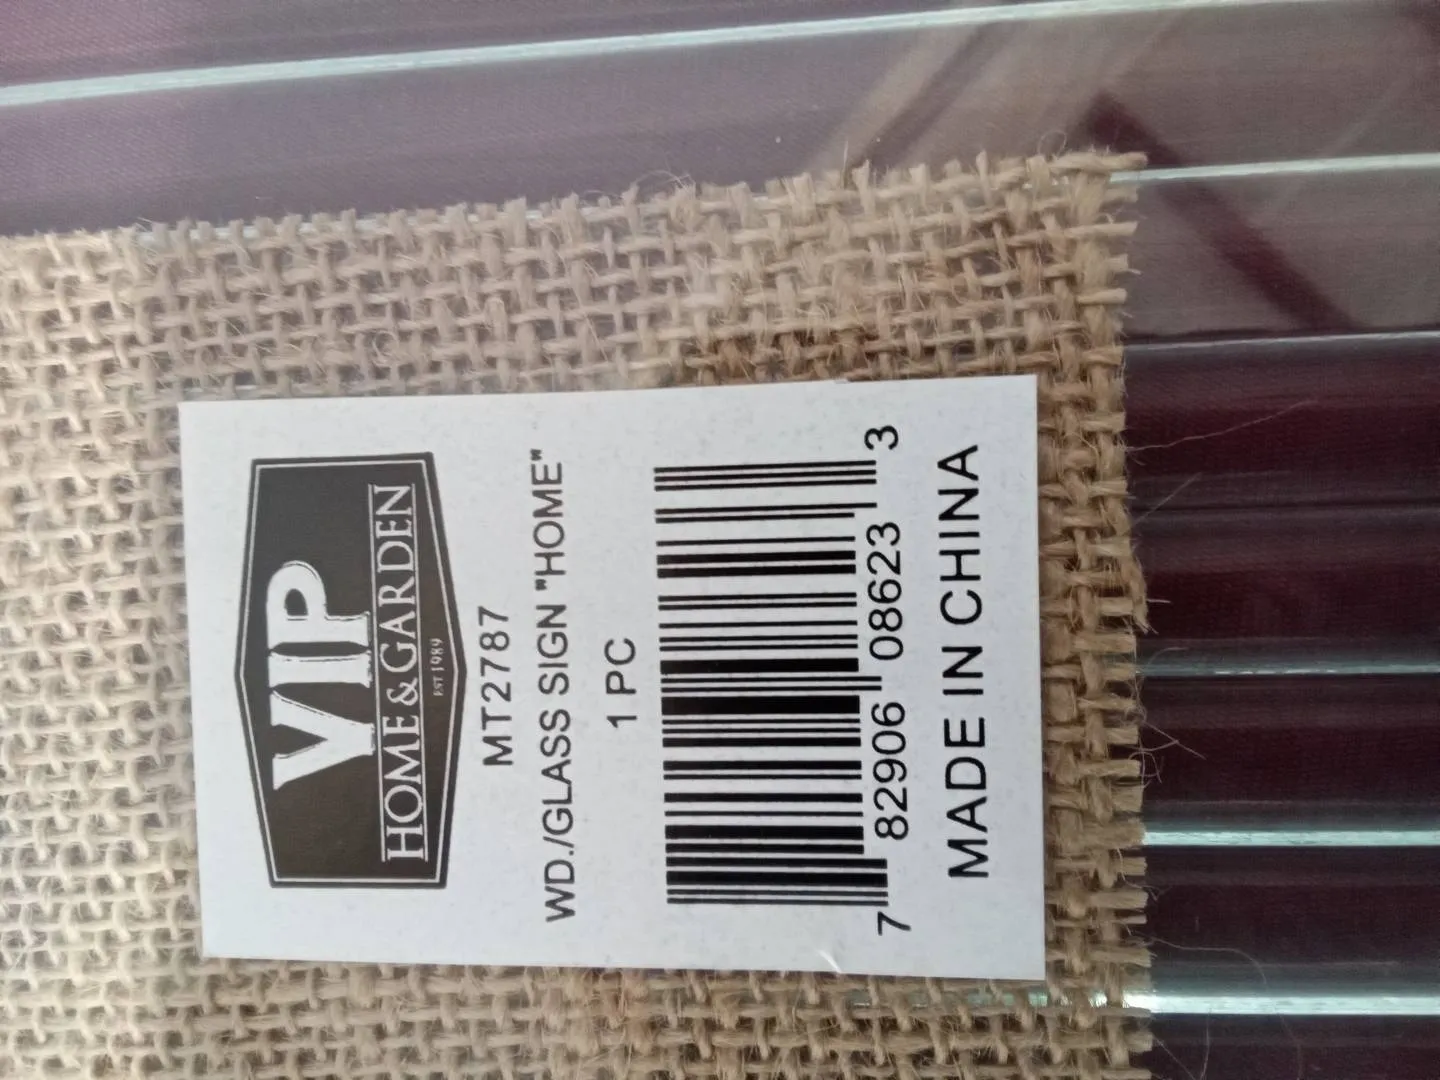 VIP
HOME & GARDEN
EST 1989
MT2787
WD./GLASS SIGN "HOME"
1 PC
7 82906 08623 3
MADE IN CHINA